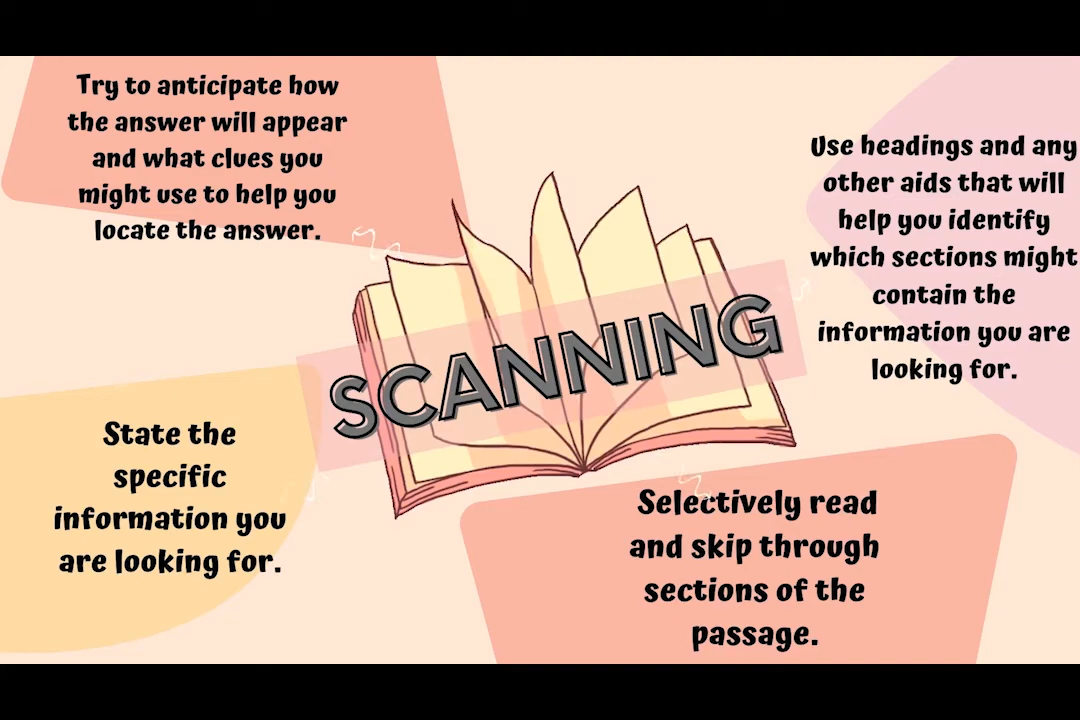 Try to anticipate how
the answer will appear
and what clues you
might use to help you
locate the answer.
Use headings and any
other aids that will
help you identify
which sections might
contain the
information you are
looking for.
SCANNING
State the
specific
information you
are looking for.
Selectively read
and skip through
sections of the
passage.